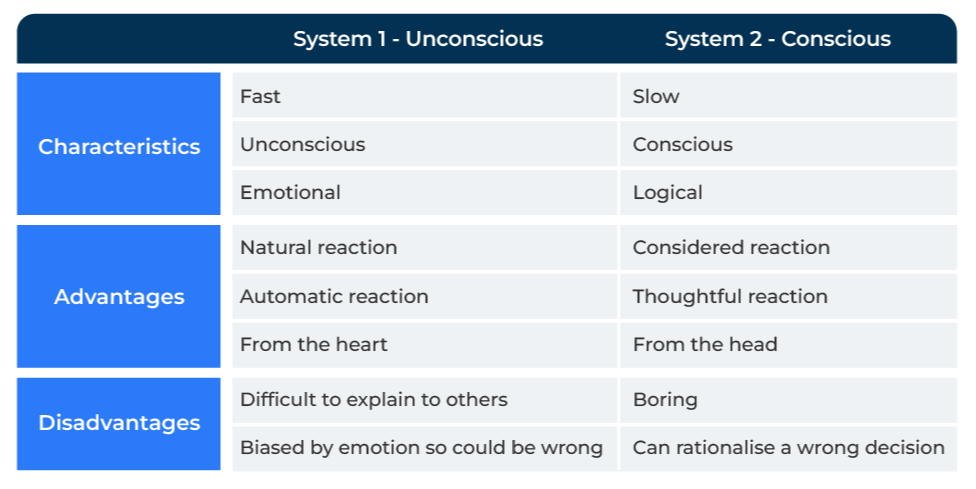 System 1 - Unconscious System 2 - Conscious
Characteristics
Fast Slow
Unconscious Conscious
Emotional Logical
Advantages
Natural reaction Considered reaction
Automatic reaction Thoughtful reaction
From the heart From the head
Disadvantages
Difficult to explain to others Boring
Biased by emotion so could be wrong Can rationalise a wrong decision